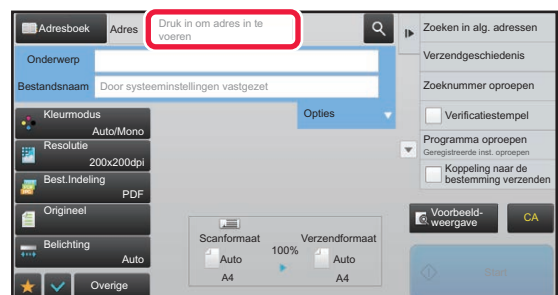 Adresboek
Adres
Druk in om adres in te
voeren
Zoeken in alg. adressen
Onderwerp
Verzendgeschiedenis
Bestandsnaam
Door systeeminstellingen vastgezet
Zoeknummer oproepen
Kleurmodus
Auto/Mono
Opties
Verificatiestempel
Resolutie
200x200dpi
Programma oproepen
Geregistreerde inst. oproepen
Best.Indeling
PDF
Koppeling naar de
bestemming verzenden
Origineel
Voorbeeld-
weergave
CA
Scanformaat
100%
Verzendformaat
Belichting
Auto
Auto
Auto
A4
A4
Start
Overige